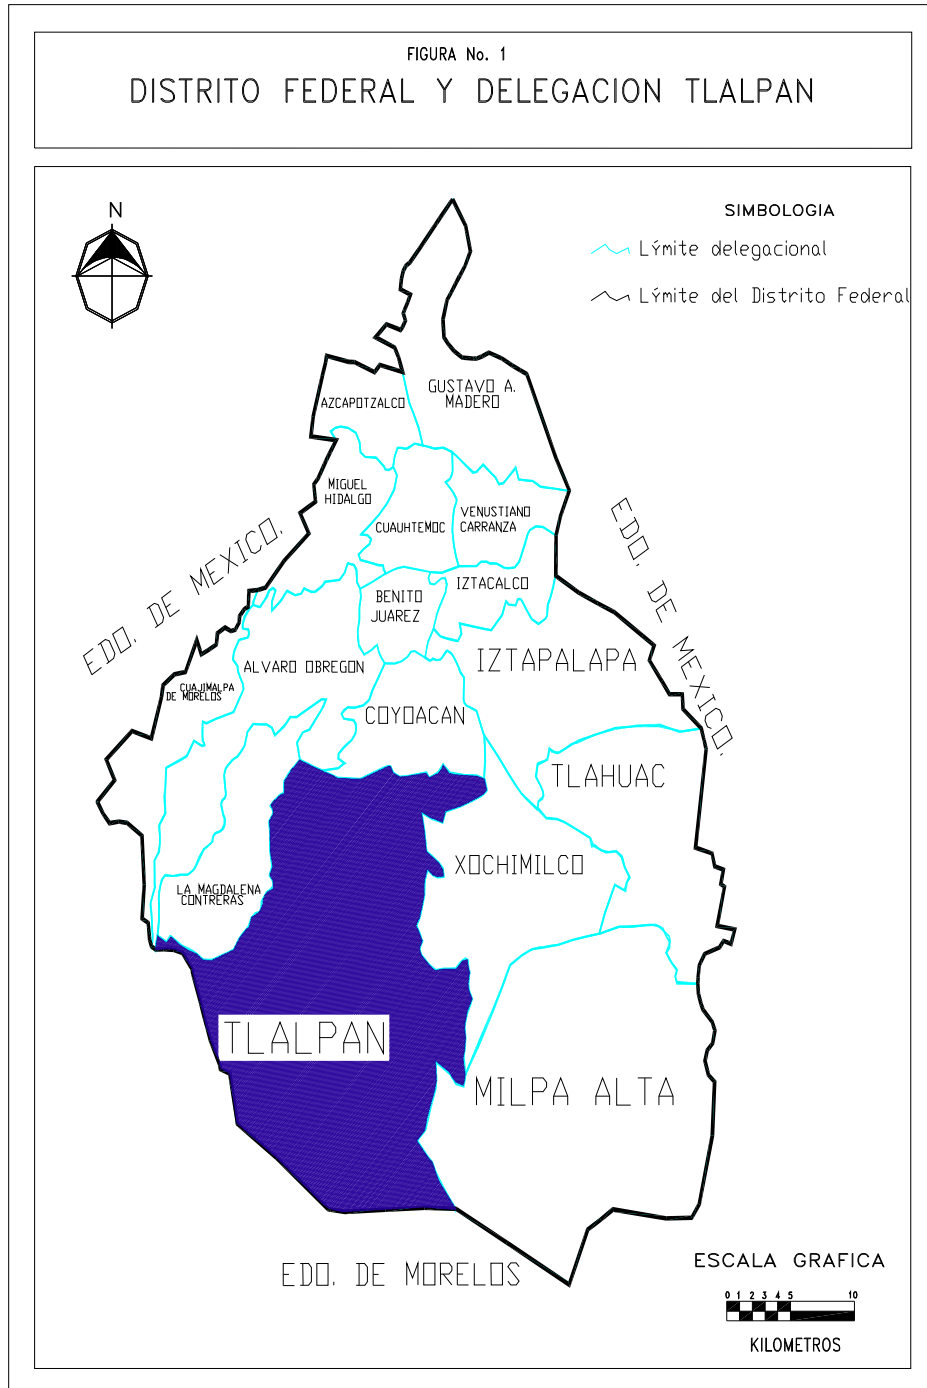 FIGURA No. 1
DISTRITO FEDERAL Y DELEGACION TLALPAN
N
SIMBOLOGIA
Lýmite delegacional
Lýmite del Distrito Federal
GUSTAVO A.
MADERO
AZCAPOTZALCO
MIGUEL
HIDALGO
CUAUHTEMOC
VENUSTIANO
CARRANZA
EDO. DE MEXICO.
EDO. DE MEXICO.
IZTACALCO
BENITO
JUAREZ
IZTAPALAPA
ALVARO OBREGON
CUAJIMALPA
DE MORELOS
COYOACAN
TLAHUAC
XOCHIMILCO
LA MAGDALENA
CONTRERAS
TLALPAN
MILPA ALTA
EDO. DE MORELOS
ESCALA GRAFICA
0 1 2 3 4 5 10
KILOMETROS